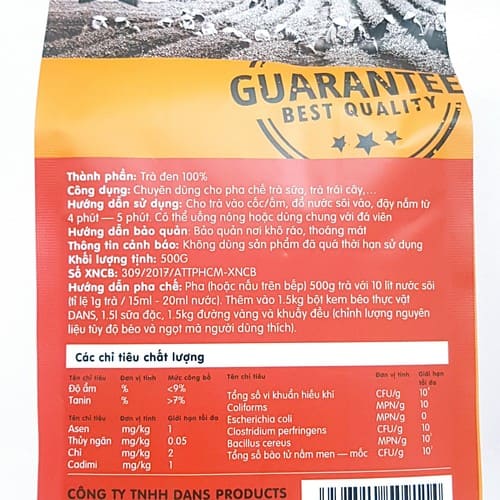 GUARANTEE
BEST QUALITY
Thành phần: Trà đen 100%
Công dụng: Chuyên dùng cho pha chế trà sữa, trà trái cây,...
Hướng dẫn sử dụng: Cho trà vào cốc/ấm, đổ nước sôi vào, đậy nắm từ
4 phút — 5 phút. Có thể uống nóng hoặc dùng chung với đá viên
Hướng dẫn bảo quản: Bảo quản nơi khô ráo, thoáng mát
Thông tin cảnh báo: Không dùng sản phẩm đã quá thời hạn sử dụng
Khối lượng tịnh: 500G
Số XNCB: 309/2017/ATTPHCM-XNCB
Hướng dẫn pha chế: Pha (hoặc nấu trên bếp) 500g trà với 10 lít nước sôi
(tỉ lệ 1g trà / 15ml - 20ml nước). Thêm vào 1.5kg bột kem béo thực vật
DANS, 1.5l sữa đặc, 1.5kg đường vàng và khuấy đều (chỉnh lượng nguyên
liệu tùy độ béo và ngọt mà người dùng thích).
Các chỉ tiêu chất lượng
Tên chỉ tiêu Đơn vị tính Mức công bố
Độ ẩm % <9%
Tanin % >7%
Tên chỉ tiêu Đơn vị tính Giới hạn tối đa
Asen mg/kg 1
Thủy ngân mg/kg 0.05
Chì mg/kg 2
Cadimi mg/kg 1
Tên chỉ tiêu Đơn vị tính Giới hạn tối đa
Tổng số vi khuẩn hiếu khí CFU/g
Coliforms MPN/g 10
Escherichia coli MPN/g 0
Clostridium perfringens CFU/g 10
Bacillus cereus MPN/g
Tổng số bào tử nấm men – mốc CFU/g
CÔNG TY TNHH DANS PRODUCTS